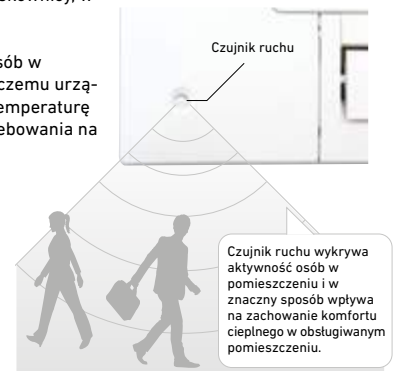 sób w
czemu urzą-
emperaturę
ebowania na
Czujnik ruchu
Czujnik ruchu wykrywa
aktywność osób w
pomieszczeniu i w
znaczny sposób wpływa
na zachowanie komfortu
cieplnego w obsługiwanym
pomieszczeniu.